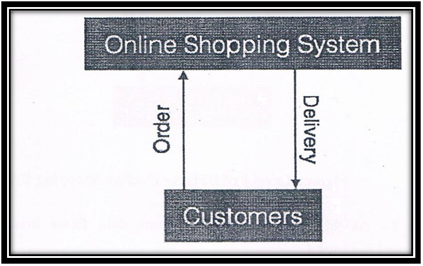 Online Shopping System
Order
Delivery
Customers